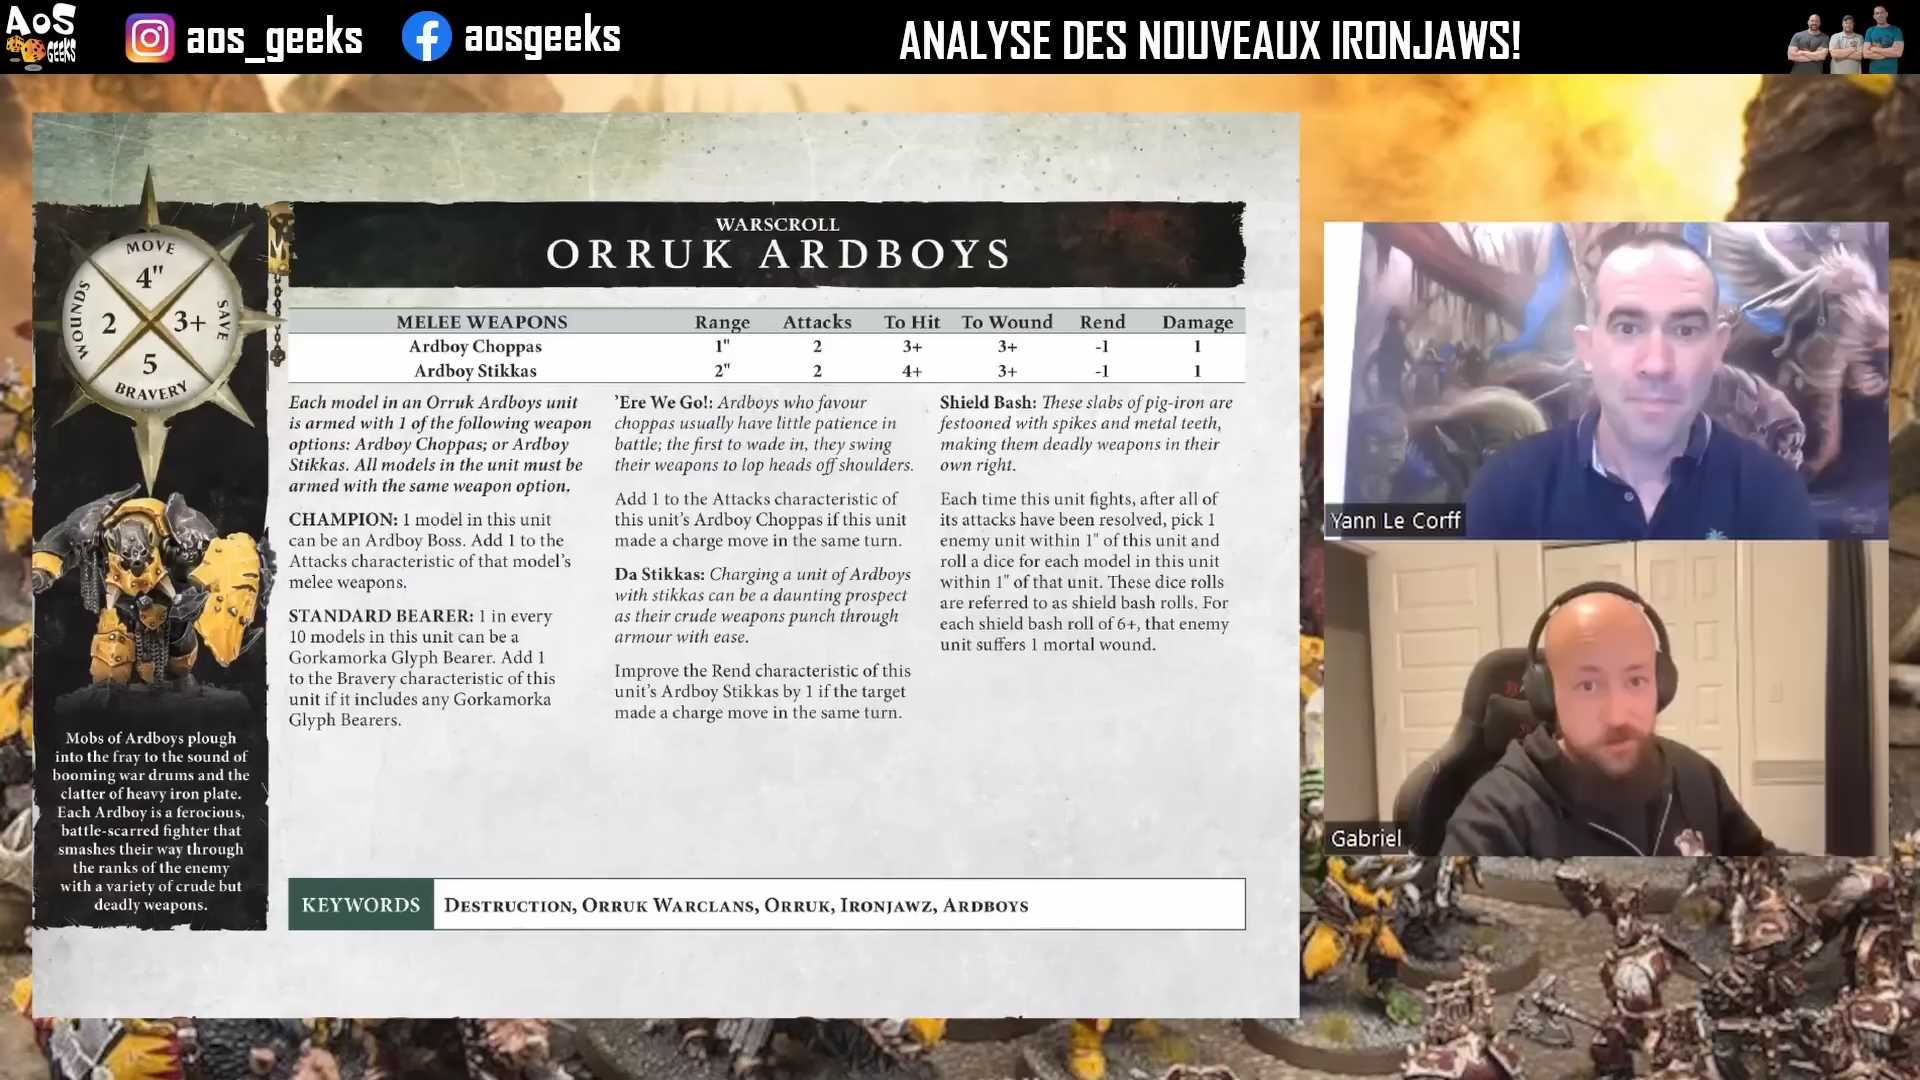 AoS
GEEKS
aos_geeks
aosgeeks
ANALYSE DES NOUVEAUX IRONJAWS!
WARSCROLL
ORRUK ARDBOYS
MOVE
4"
WOUNDS
2
3+
SAVE
5
BRAVERY
MELEE WEAPONS Range Attacks To Hit To Wound Rend Damage
Ardboy Choppas 1" 2 3+ 3+ -1 1
Ardboy Stikkas 2" 2 4+ 3+ -1 1
Each model in an Orruk Ardboys unit
is armed with 1 of the following weapon
options: Ardboy Choppas; or Ardboy
Stikkas. All models in the unit must be
armed with the same weapon option.
CHAMPION: 1 model in this unit
can be an Ardboy Boss. Add 1 to the
Attacks characteristic of that model's
melee weapons.
STANDARD BEARER: 1 in every
10 models in this unit can be a
Gorkamorka Glyph Bearer. Add 1
to the Bravery characteristic of this
unit if it includes any Gorkamorka
Glyph Bearers.
'Ere We Go!: Ardboys who favour
choppas usually have little patience in
battle; the first to wade in, they swing
their weapons to lop heads off shoulders.
Add 1 to the Attacks characteristic of
this unit's Ardboy Choppas if this unit
made a charge move in the same turn.
Da Stikkas: Charging a unit of Ardboys
with stikkas can be a daunting prospect
as their crude weapons punch through
armour with ease.
Improve the Rend characteristic of this
unit's Ardboy Stikkas by 1 if the target
made a charge move in the same turn.
Shield Bash: These slabs of pig-iron are
festooned with spikes and metal teeth,
making them deadly weapons in their
own right.
Each time this unit fights, after all of
its attacks have been resolved, pick 1
enemy unit within 1" of this unit and
roll a dice for each model in this unit
within 1" of that unit. These dice rolls
are referred to as shield bash rolls. For
each shield bash roll of 6+, that enemy
unit suffers 1 mortal wound.
Mobs of Ardboys plough
into the fray to the sound of
booming war drums and the
clatter of heavy iron plate.
Each Ardboy is a ferocious,
battle-scarred fighter that
smashes their way through
the ranks of the enemy
with a variety of crude but
deadly weapons.
KEYWORDS DESTRUCTION, ORRUK WARCLANS, ORRUK, IRONJAWZ, ARDBOYS
Yann Le Corff
Gabriel